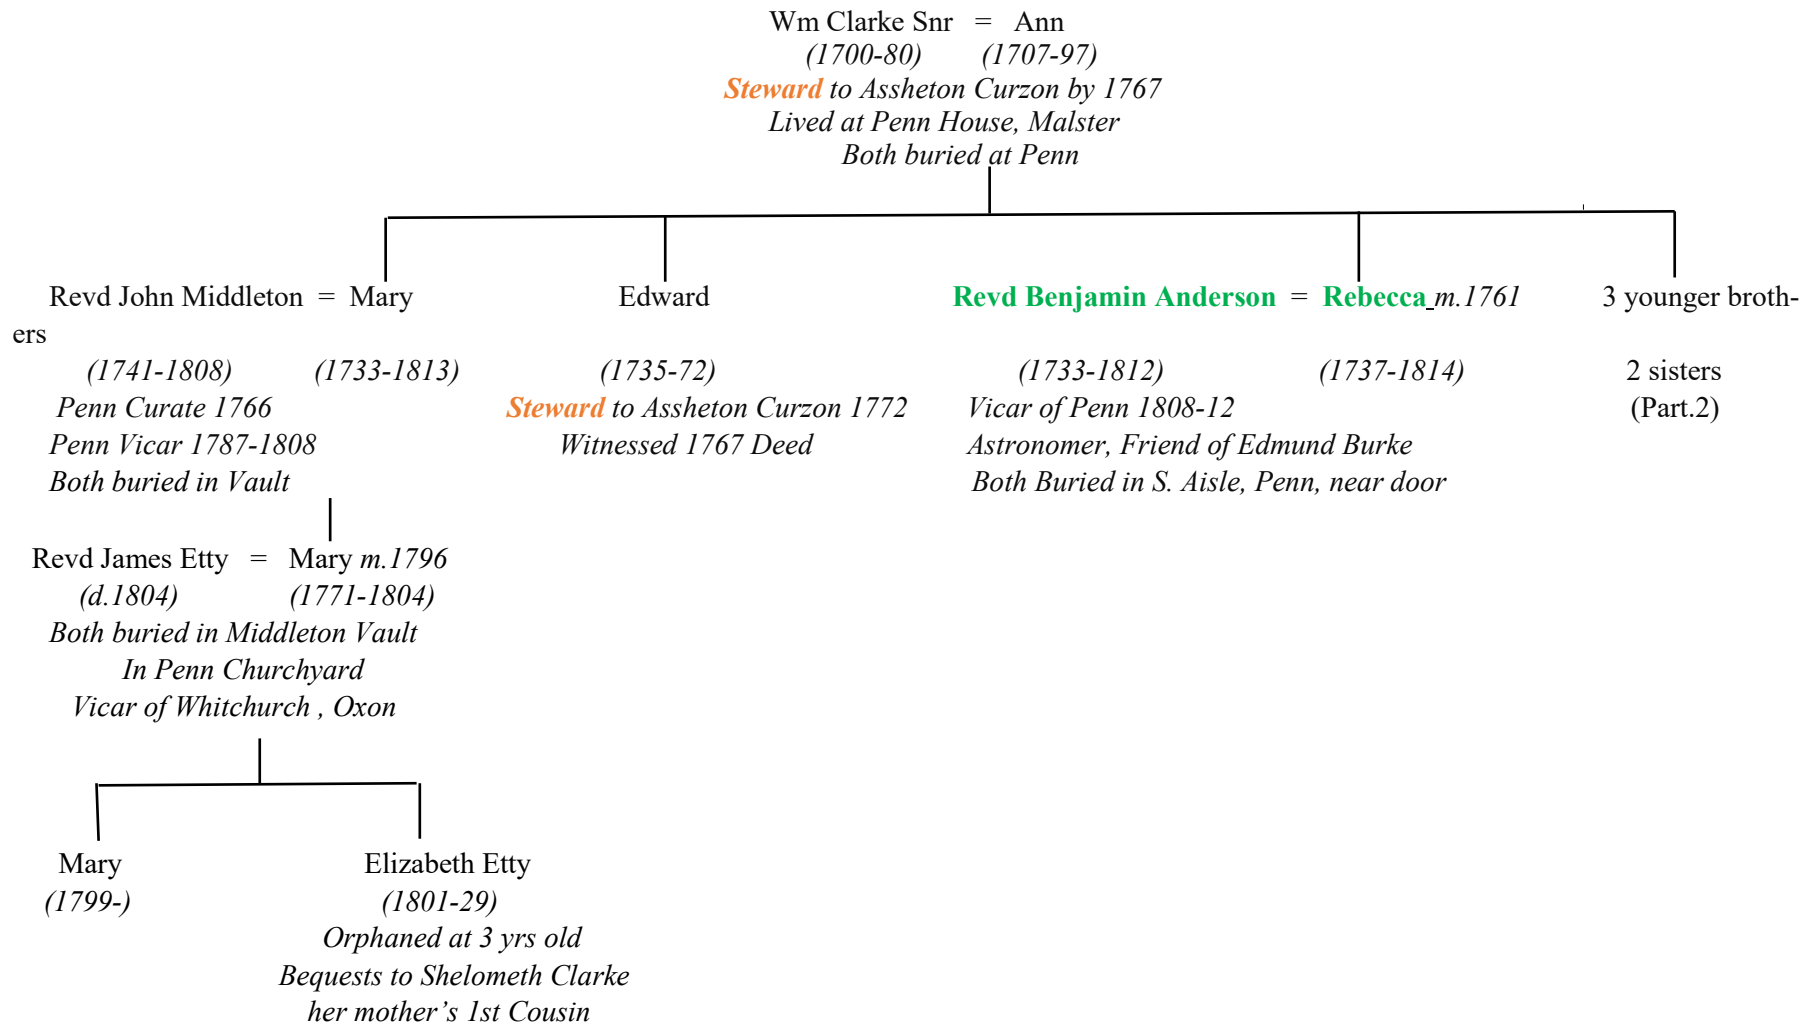 Wm Clarke Snr = Ann
(1700-80) (1707-97)
Steward to Assheton Curzon by 1767
Lived at Penn House, Malster
Both buried at Penn
Revd John Middleton = Mary Edward Revd Benjamin Anderson = Rebecca m.1761 3 younger broth-
ers
(1741-1808) (1733-1813) (1735-72) (1733-1812) (1737-1814) 2 sisters
Penn Curate 1766 Steward to Assheton Curzon 1772 Vicar of Penn 1808-12 (Part.2)
Penn Vicar 1787-1808 Witnessed 1767 Deed Astronomer, Friend of Edmund Burke
Both buried in Vault Both Buried in S. Aisle, Penn, near door
Revd James Etty = Mary m.1796
(d.1804) (1771-1804)
Both buried in Middleton Vault
In Penn Churchyard
Vicar of Whitchurch , Oxon
Mary Elizabeth Etty
(1799-) (1801-29)
Orphaned at 3 yrs old
Bequests to Shelometh Clarke
her mother’s 1st Cousin